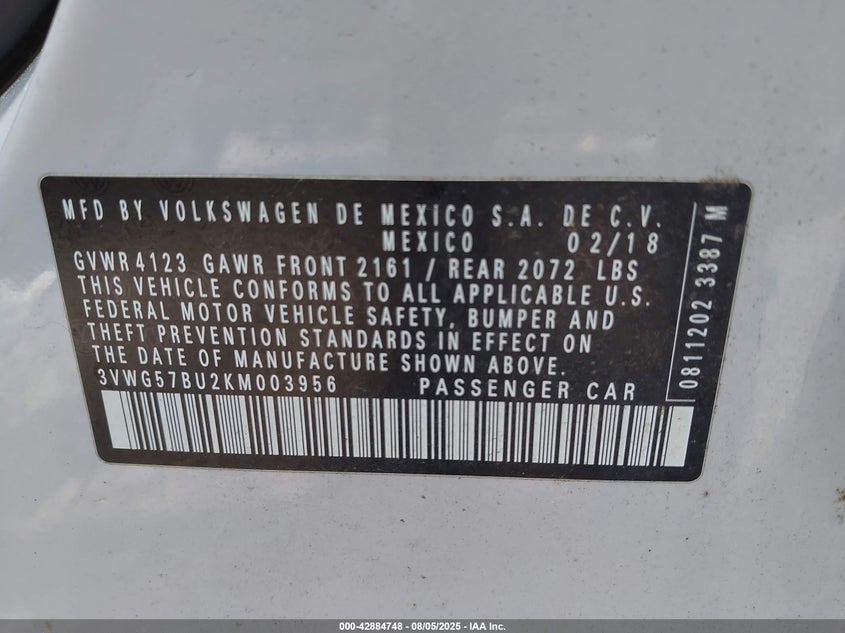 MFD BY VOLKSWAGEN DE MEXICO S.A. DE C.V.
MEXICO 02/18
GVWR 4123 GAWR FRONT 2161 / REAR 2072 LBS
THIS VEHICLE CONFORMS TO ALL APPLICABLE U.S.
FEDERAL MOTOR VEHICLE SAFETY, BUMPER AND
THEFT PREVENTION STANDARDS IN EFFECT ON
THE DATE OF MANUFACTURE SHOWN ABOVE.
3VWG57BU2KM003956 PASSENGER CAR
0811202 3387 M
000-42884748 - 08/05/2025 - IAA Inc.